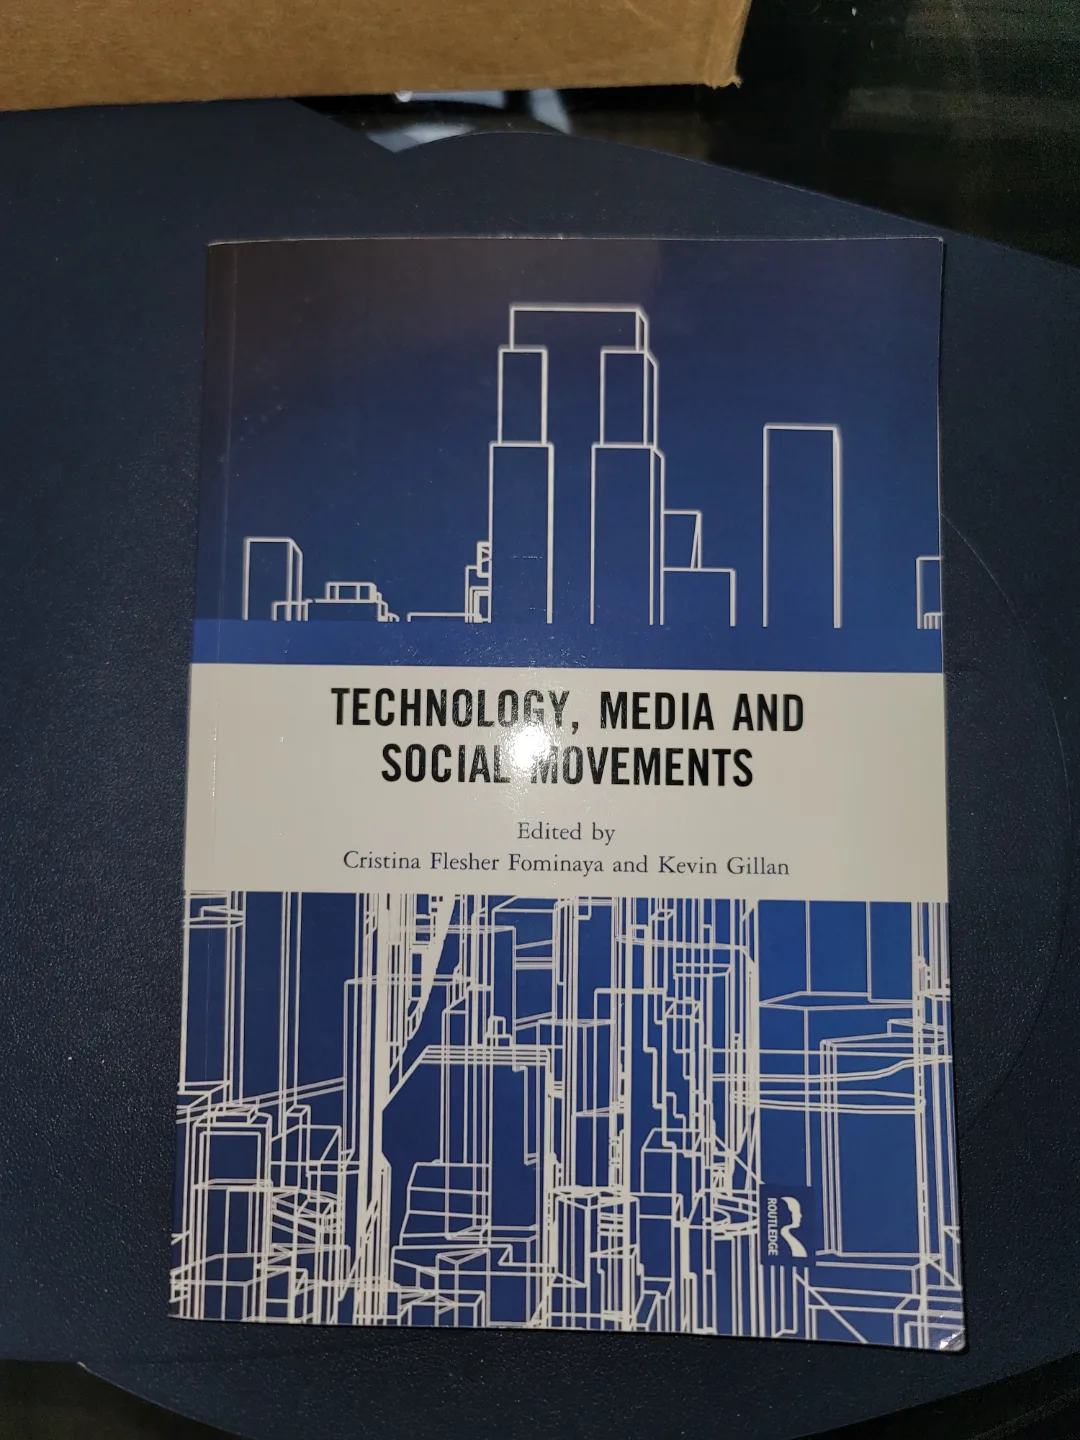 TECHNOLOGY, MEDIA AND
SOCIAL MOVEMENTS
Edited by
Cristina Flesher Fominaya and Kevin Gillan
ROUTLEDGE